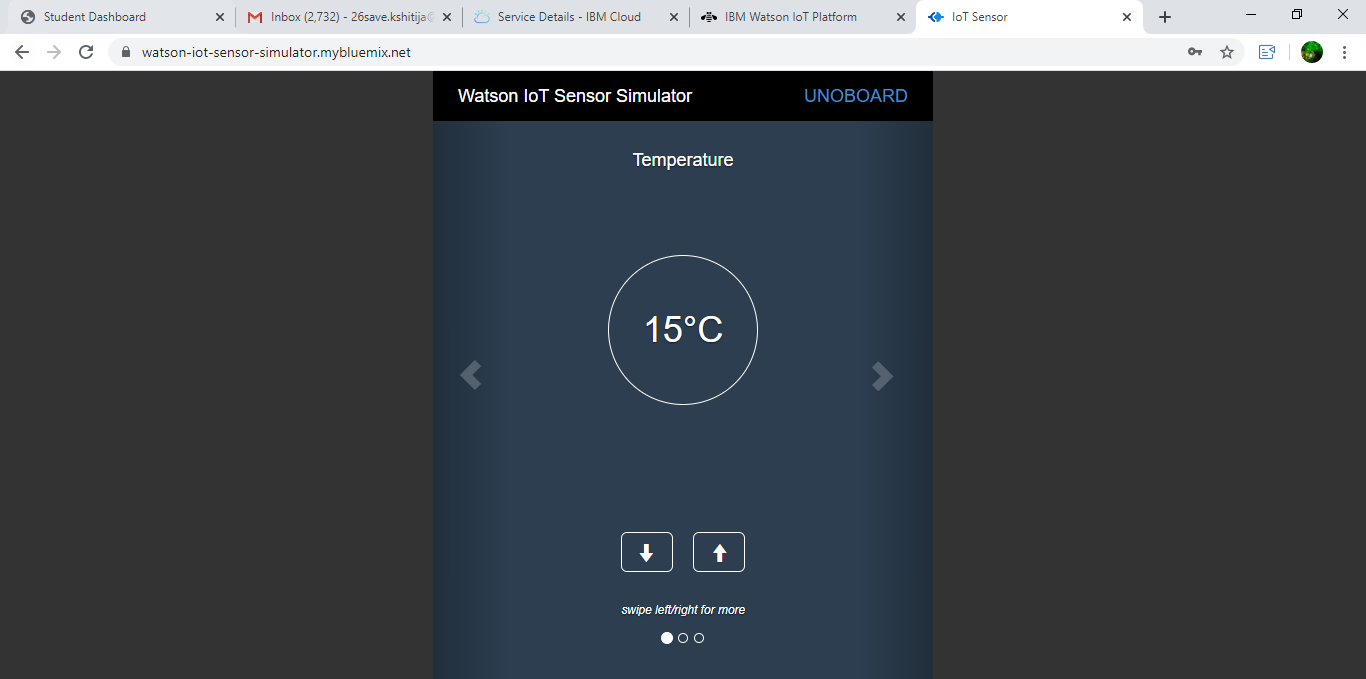 Student Dashboard
Inbox (2,732) - 26save.kshitija@
Service Details - IBM Cloud
IBM Watson IoT Platform
IoT Sensor
watson-iot-sensor-simulator.mybluemix.net
Watson IoT Sensor Simulator
UNOBOARD
Temperature
15°C
swipe left/right for more